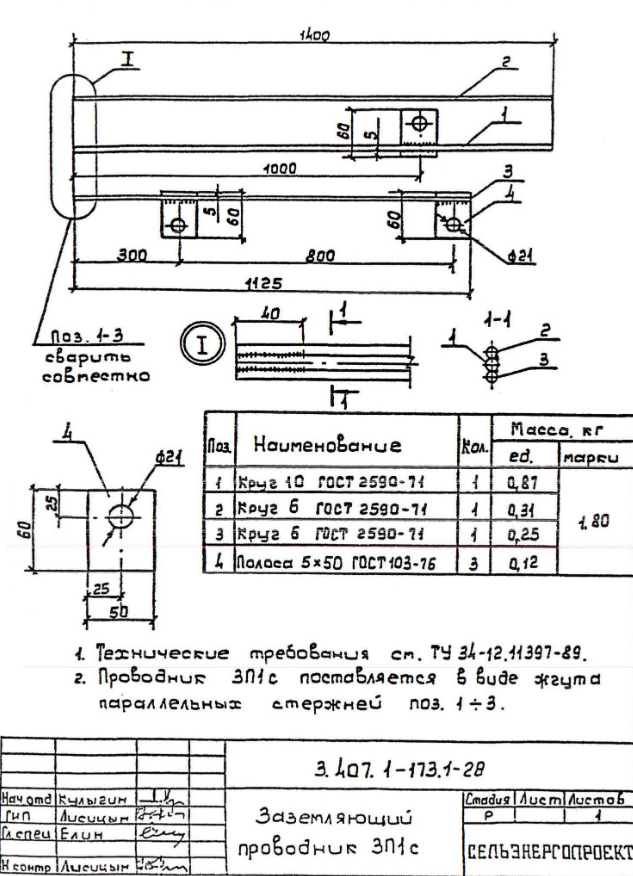 1400
I
2
60
5
1
1000
3
4
5
60
60
300
800
ϕ21
1125
Поз. 1-3
сварить
совместно
I
40
1
1
1-1
1
2
3
4
ϕ21
25
60
25
50
Поз. Наименование Кол. Масса, кг
ед. марки
1 Круг 10 ГОСТ 2590-71 1 0,87
2 Круг 6 ГОСТ 2590-71 1 0,31
3 Круг 6 ГОСТ 2590-71 1 0,25
4 Полоса 5×50 ГОСТ 103-76 3 0,12
1.80
1. Технические требования см. ТУ 34-12.11397-89.
2. Проводник ЗП1с поставляется в виде жгута
параллельных стержней поз. 1÷3.
3.407.1-173.1-28
Нач отд Кулыгин
ГИП Лисицын
Гл.спец Елин
Н контр Лисицын
Заземляющий
проводник ЗП1с
Стадия Лист Листов
Р 1
СЕЛЬЭНЕРГОПРОЕКТ